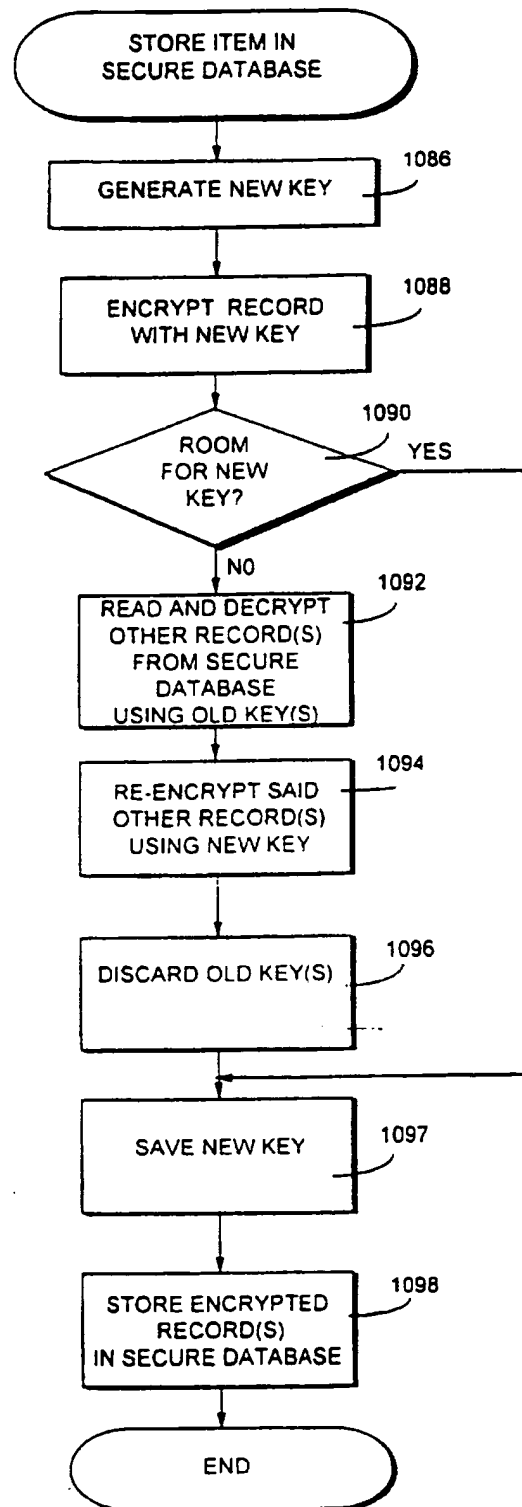 STORE ITEM IN
SECURE DATABASE
1086
GENERATE NEW KEY
1088
ENCRYPT RECORD
WITH NEW KEY
1090
ROOM
FOR NEW
KEY?
YES
NO
1092
READ AND DECRYPT
OTHER RECORD(S)
FROM SECURE
DATABASE
USING OLD KEY(S)
1094
RE-ENCRYPT SAID
OTHER RECORD(S)
USING NEW KEY
1096
DISCARD OLD KEY(S)
1097
SAVE NEW KEY
1098
STORE ENCRYPTED
RECORD(S)
IN SECURE DATABASE
END